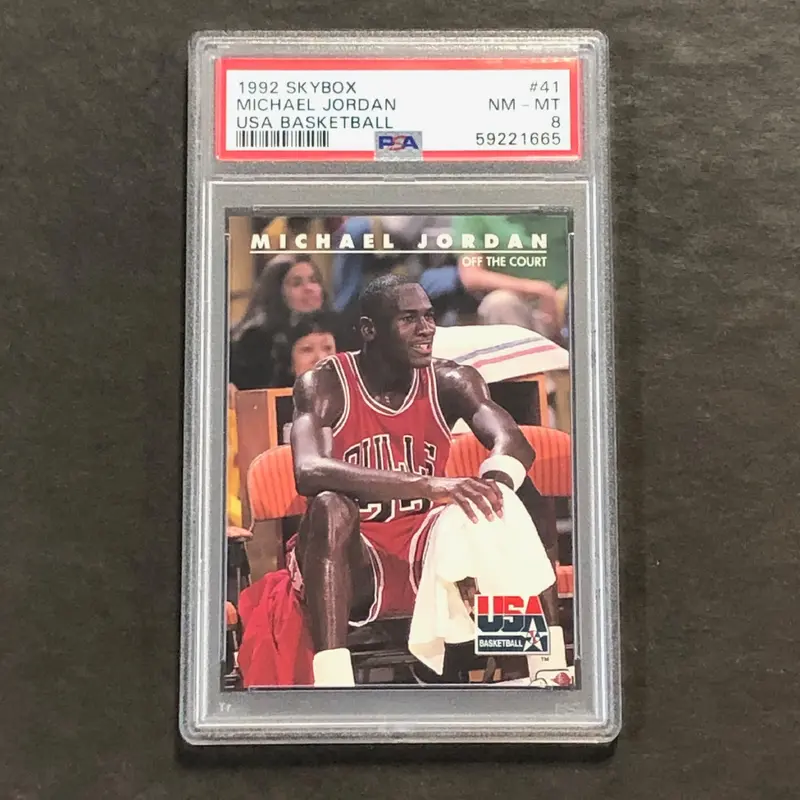 1992 SKYBOX #41
MICHAEL JORDAN NM - MT
USA BASKETBALL 8
PSA 59221665
MICHAEL JORDAN
OFF THE COURT
BULLS
USA
BASKETBALL
TM